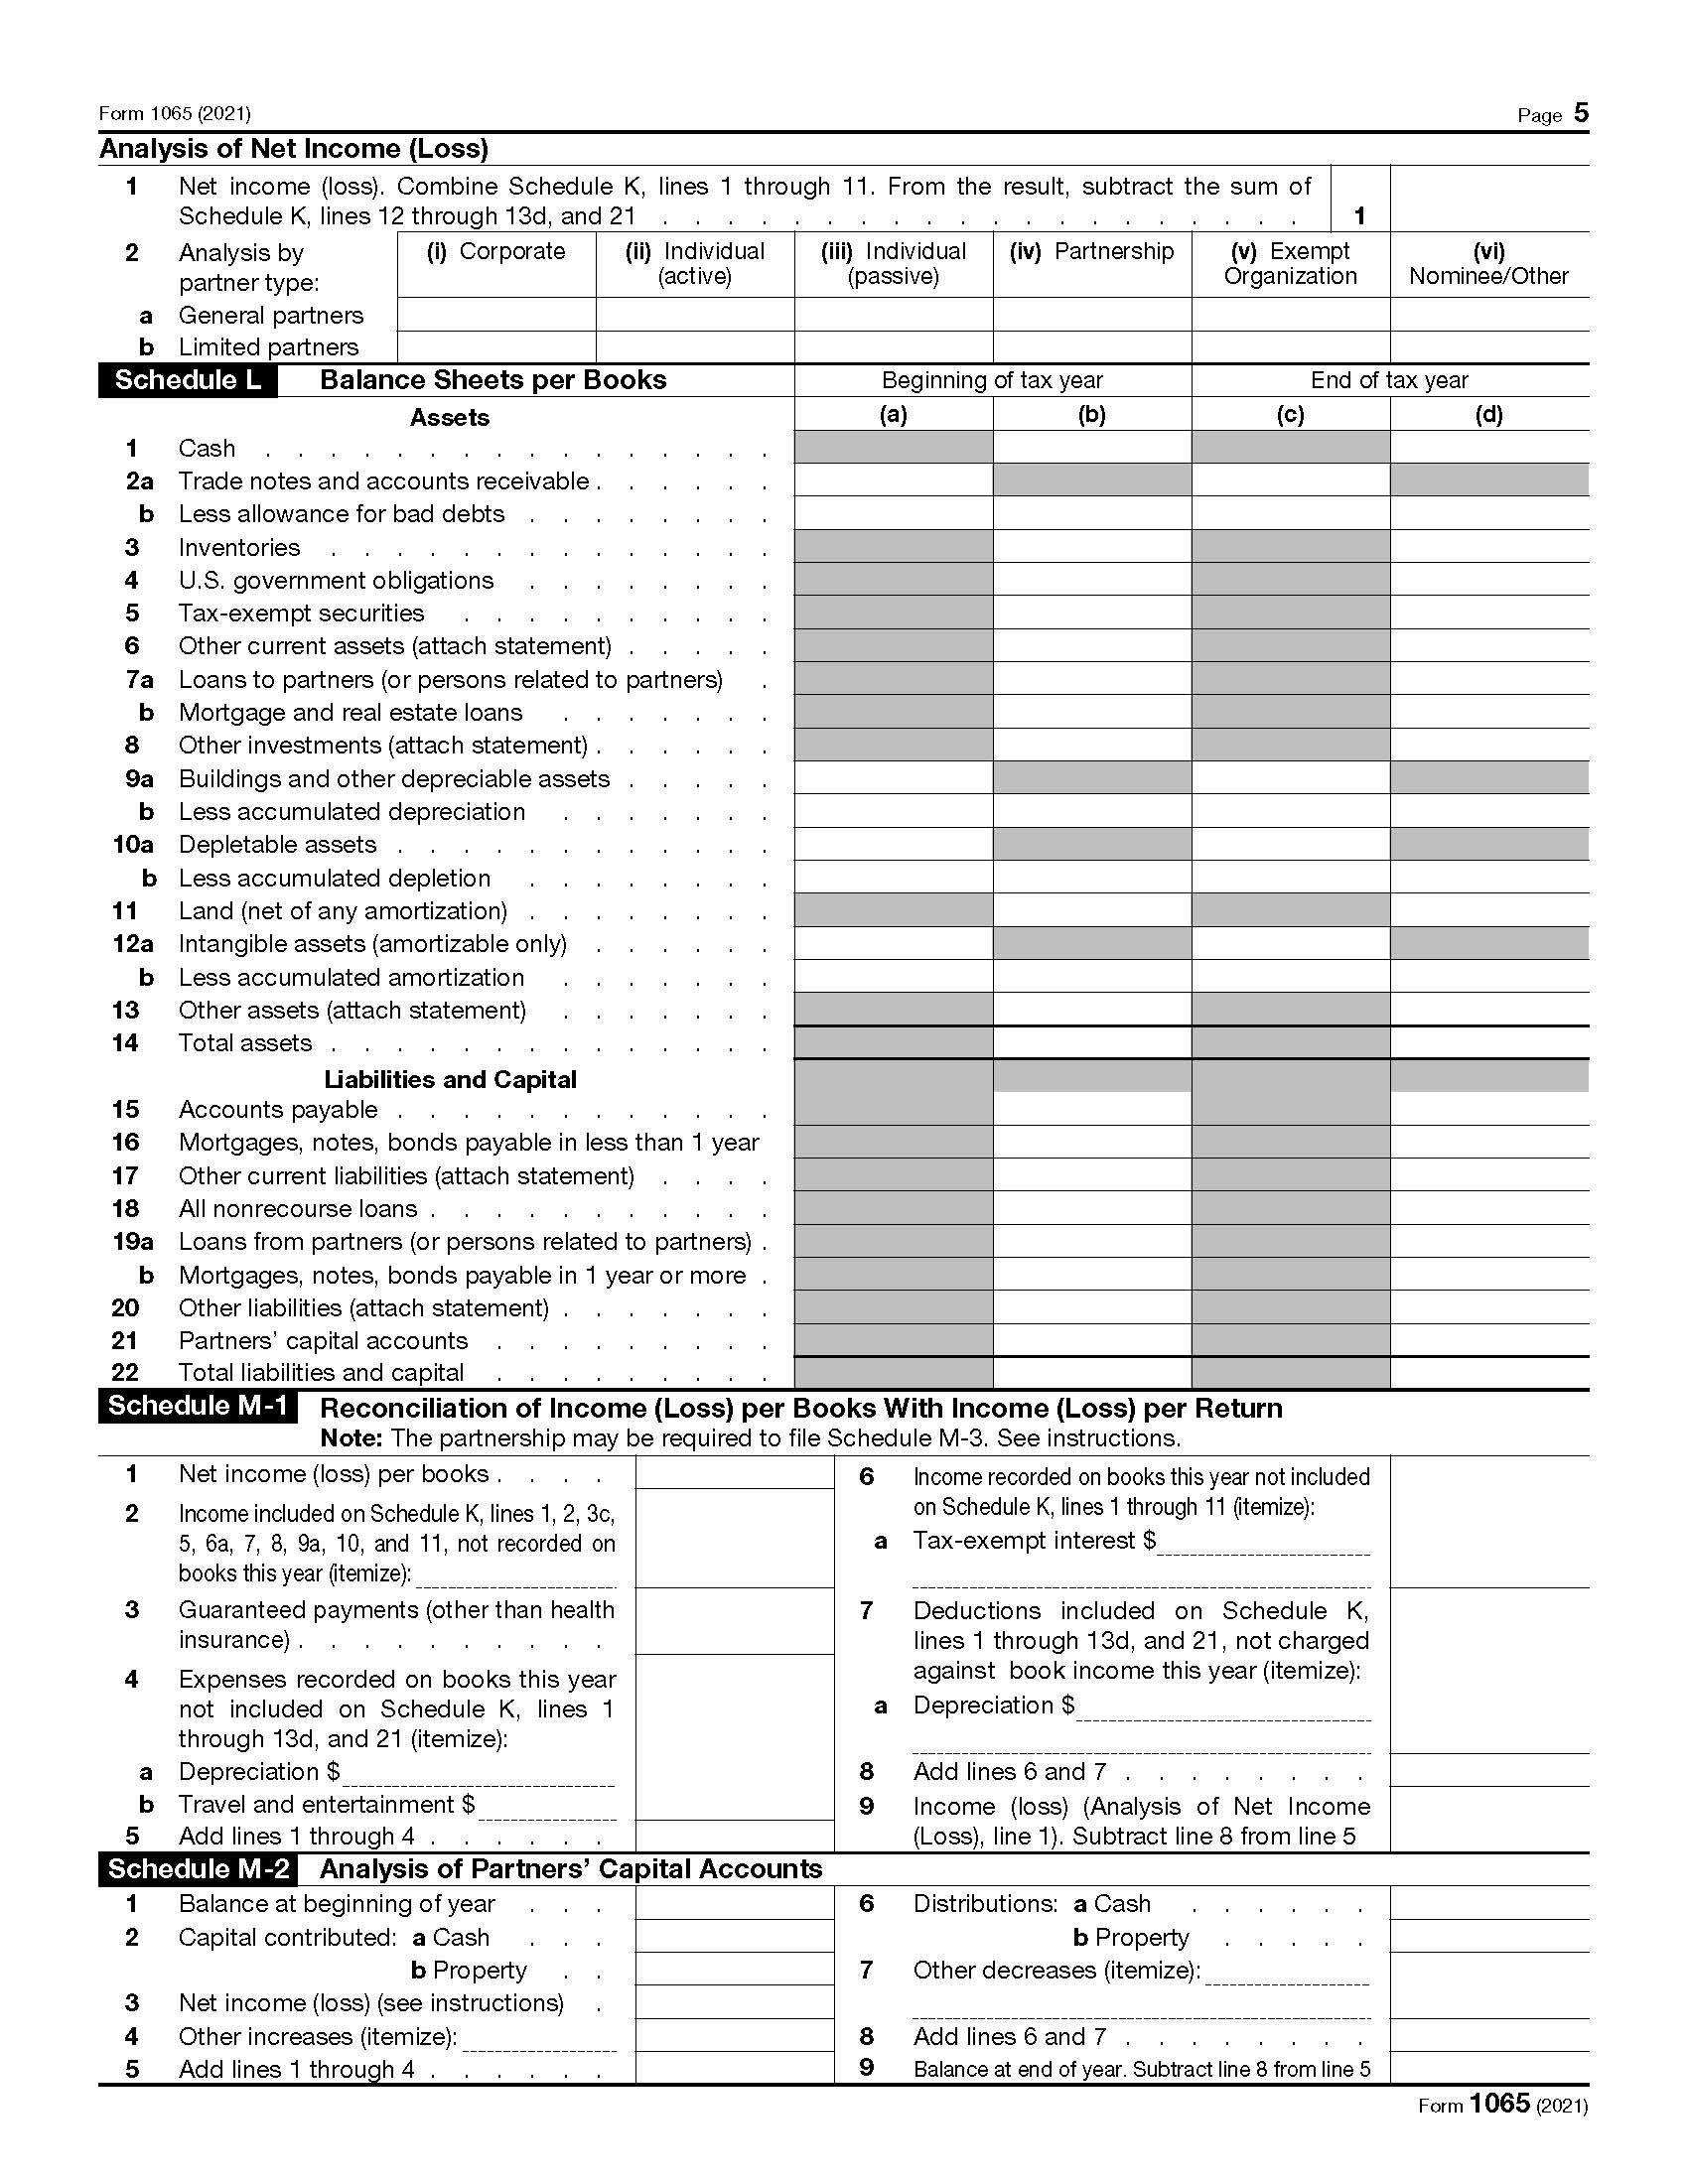 Form 1065 (2021) Page 5
Analysis of Net Income (Loss)
1 Net income (loss). Combine Schedule K, lines 1 through 11. From the result, subtract the sum of
Schedule K, lines 12 through 13d, and 21 . . . . . . . . . . . . . . . . . . . . 1
2 Analysis by
partner type:
(i) Corporate
(ii) Individual
(active)
(iii) Individual
(passive)
(iv) Partnership
(v) Exempt
Organization
(vi)
Nominee/Other
a General partners
b Limited partners
Schedule L Balance Sheets per Books Beginning of tax year End of tax year
Assets (a) (b) (c) (d)
1 Cash . . . . . . . . . . . . . . . .
2a Trade notes and accounts receivable . . . . . .
b Less allowance for bad debts . . . . . . . .
3 Inventories . . . . . . . . . . . . . .
4 U.S. government obligations . . . . . . . .
5 Tax-exempt securities . . . . . . . . . .
6 Other current assets (attach statement) . . . . .
7a Loans to partners (or persons related to partners) .
b Mortgage and real estate loans . . . . . . .
8 Other investments (attach statement) . . . . . .
9a Buildings and other depreciable assets . . . . .
b Less accumulated depreciation . . . . . . .
10a Depletable assets . . . . . . . . . . . .
b Less accumulated depletion . . . . . . . .
11 Land (net of any amortization) . . . . . . . .
12a Intangible assets (amortizable only) . . . . . .
b Less accumulated amortization . . . . . . .
13 Other assets (attach statement) . . . . . . .
14 Total assets . . . . . . . . . . . . . .
Liabilities and Capital
15 Accounts payable . . . . . . . . . . . .
16 Mortgages, notes, bonds payable in less than 1 year
17 Other current liabilities (attach statement) . . . .
18 All nonrecourse loans . . . . . . . . . . .
19a Loans from partners (or persons related to partners) .
b Mortgages, notes, bonds payable in 1 year or more .
20 Other liabilities (attach statement) . . . . . . .
21 Partners’ capital accounts . . . . . . . . .
22 Total liabilities and capital . . . . . . . . .
Schedule M-1 Reconciliation of Income (Loss) per Books With Income (Loss) per Return
Note: The partnership may be required to file Schedule M-3. See instructions.
1 Net income (loss) per books . . . .
2 Income included on Schedule K, lines 1, 2, 3c,
5, 6a, 7, 8, 9a, 10, and 11, not recorded on
books this year (itemize):
3 Guaranteed payments (other than health
insurance) . . . . . . . . . .
4 Expenses recorded on books this year
not included on Schedule K, lines 1
through 13d, and 21 (itemize):
a Depreciation $
b Travel and entertainment $
5 Add lines 1 through 4 . . . . . .
6 Income recorded on books this year not included
on Schedule K, lines 1 through 11 (itemize):
a Tax-exempt interest $
7 Deductions included on Schedule K,
lines 1 through 13d, and 21, not charged
against book income this year (itemize):
a Depreciation $
8 Add lines 6 and 7 . . . . . . . .
9 Income (loss) (Analysis of Net Income
(Loss), line 1). Subtract line 8 from line 5
Schedule M-2 Analysis of Partners’ Capital Accounts
1 Balance at beginning of year . . .
2 Capital contributed: a Cash . . .
b Property . .
3 Net income (loss) (see instructions) .
4 Other increases (itemize):
5 Add lines 1 through 4 . . . . . .
6 Distributions: a Cash . . . . . .
b Property . . . . .
7 Other decreases (itemize):
8 Add lines 6 and 7 . . . . . . . .
9 Balance at end of year. Subtract line 8 from line 5
Form 1065 (2021)